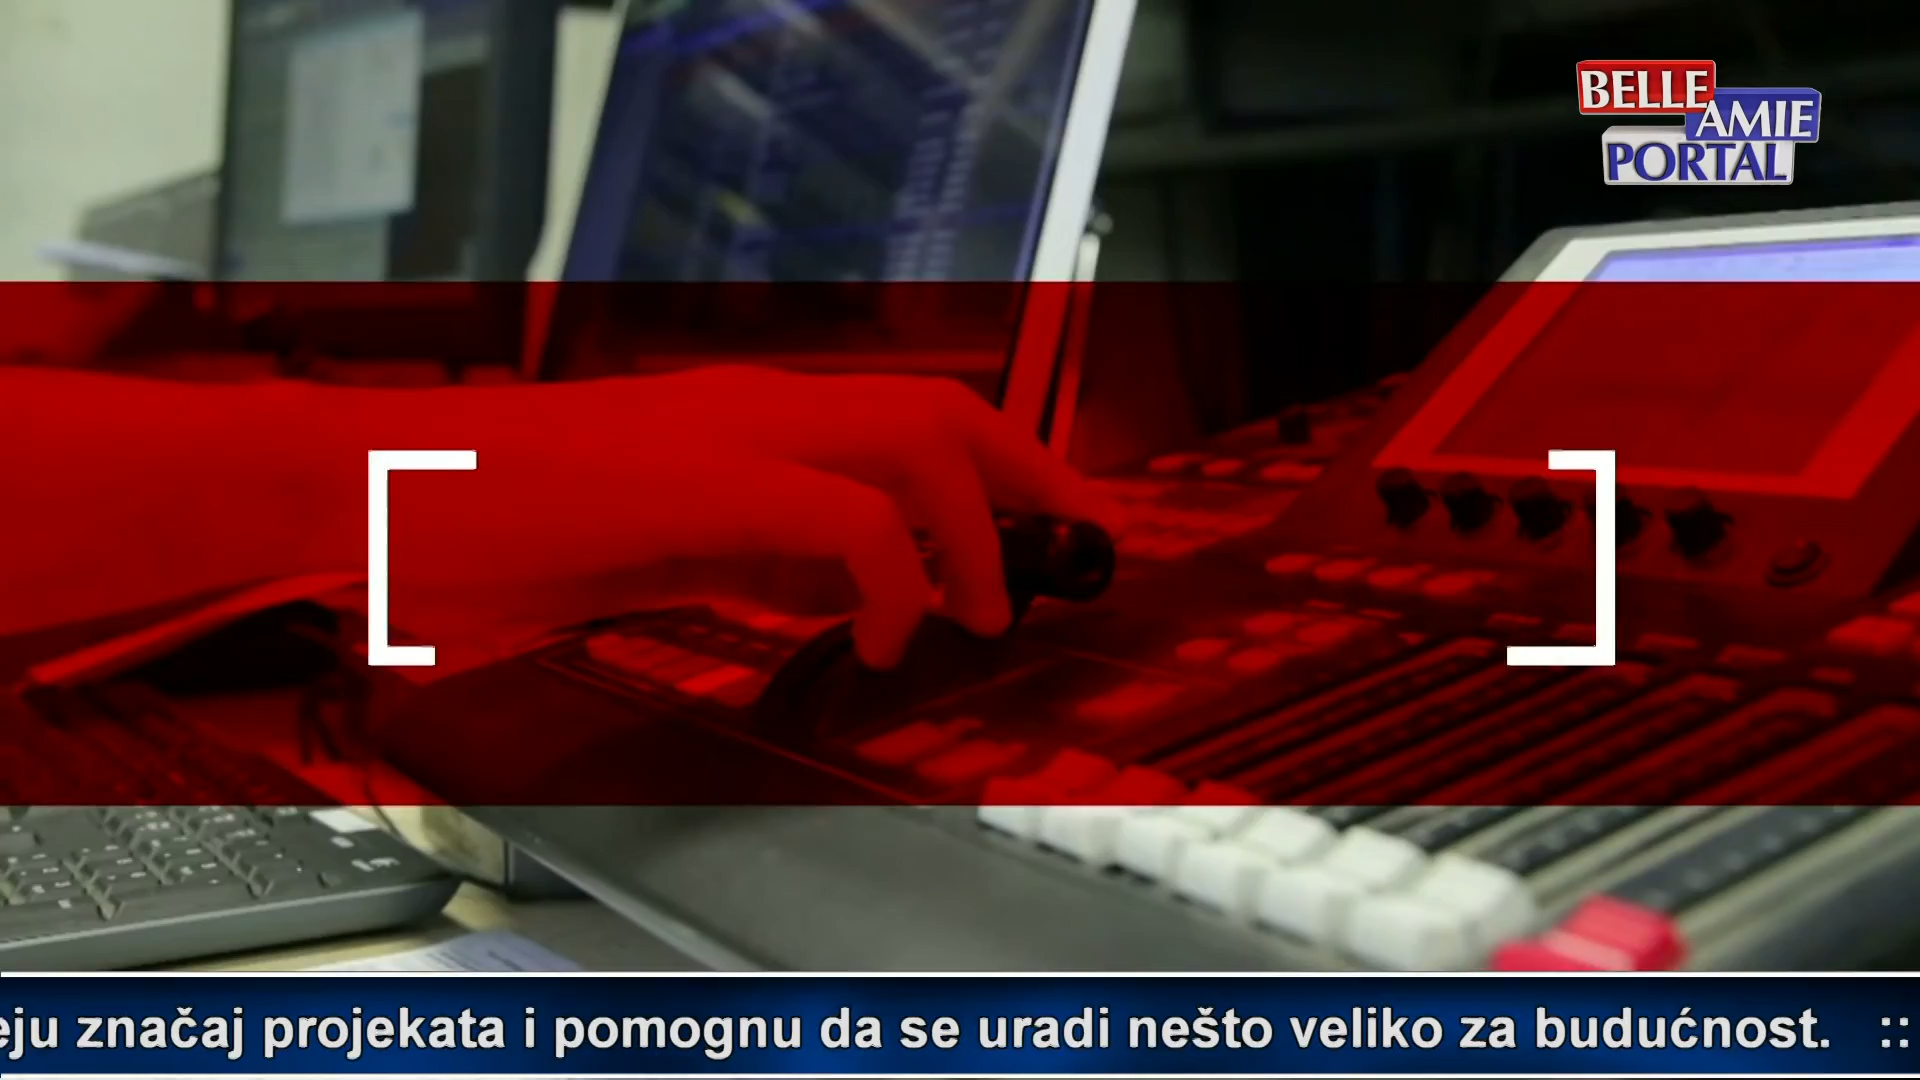 BELLE
AMIE
PORTAL
eju značaj projekata i pomognu da se uradi nešto veliko za budućnost. ::